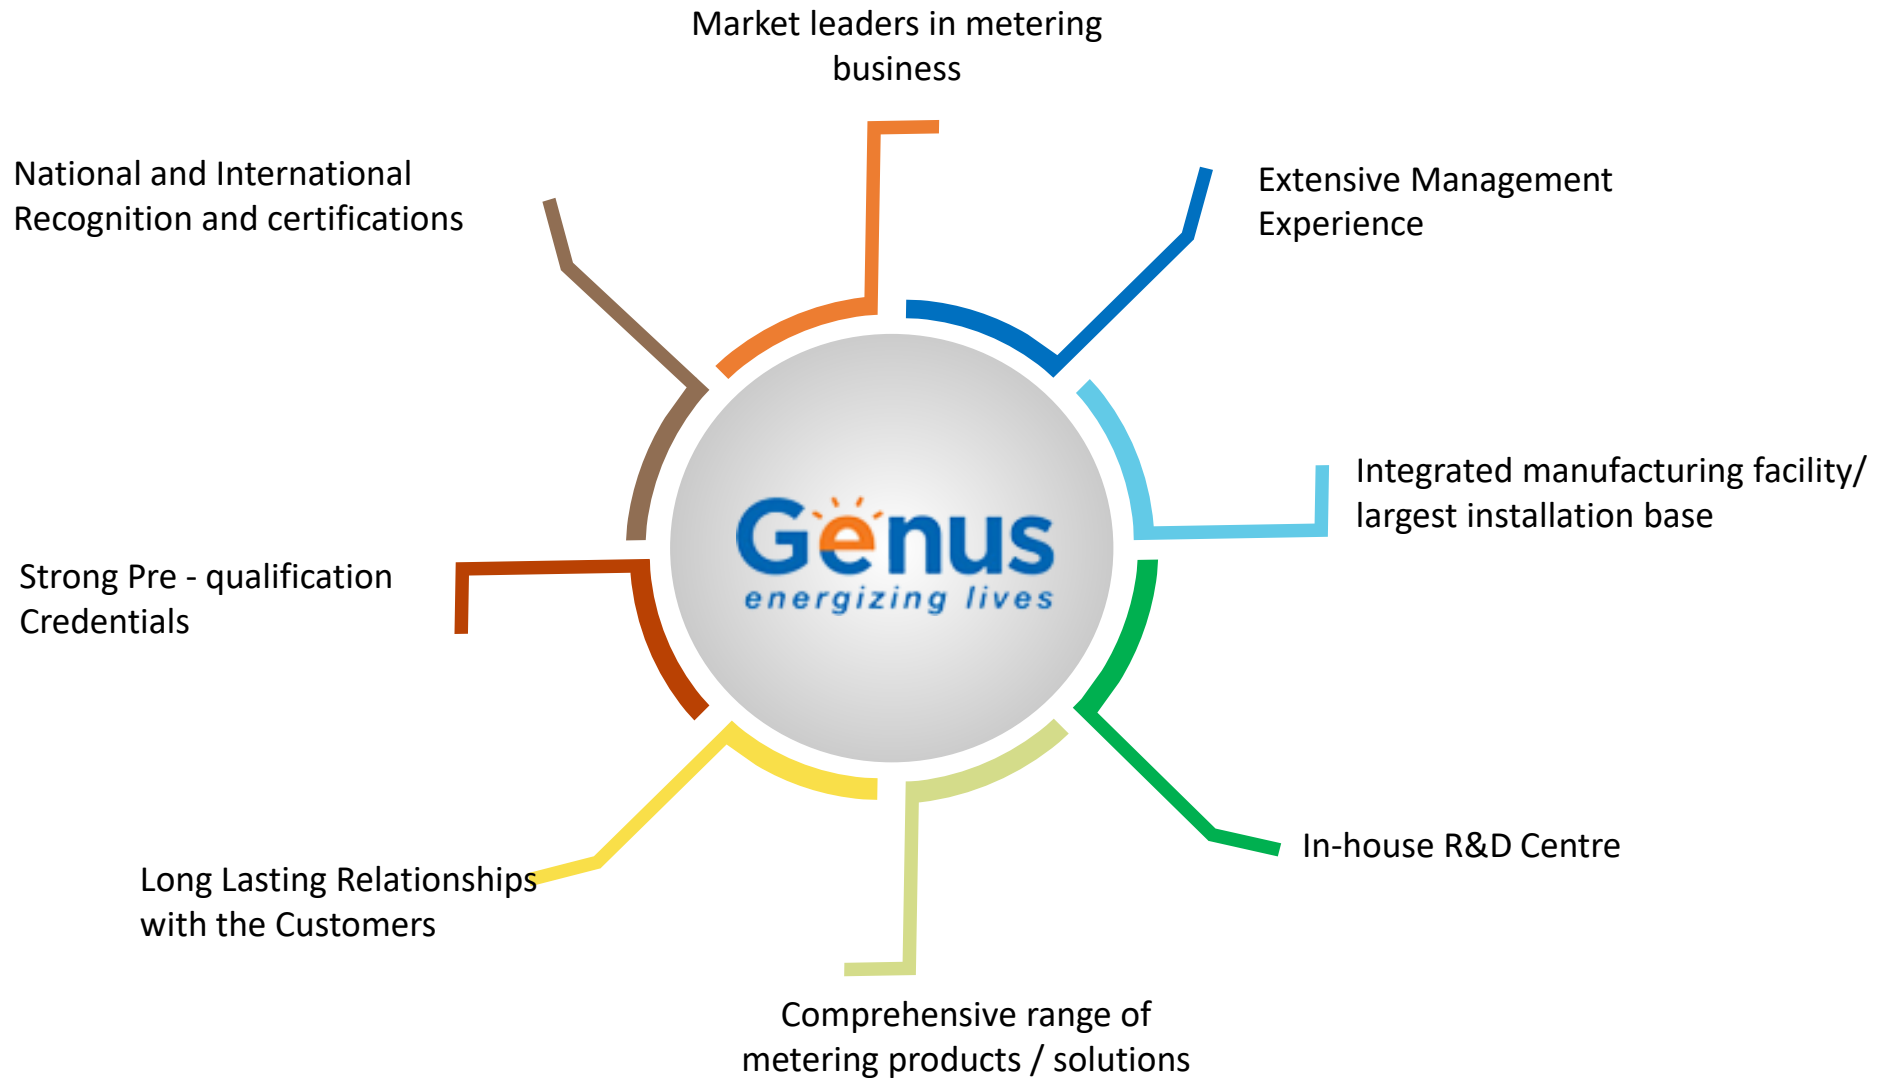 Market leaders in metering
business
National and International
Recognition and certifications
Extensive Management
Experience
Integrated manufacturing facility/
largest installation base
Genus
energizing lives
Strong Pre - qualification
Credentials
In-house R&D Centre
Long Lasting Relationships
with the Customers
Comprehensive range of
metering products / solutions